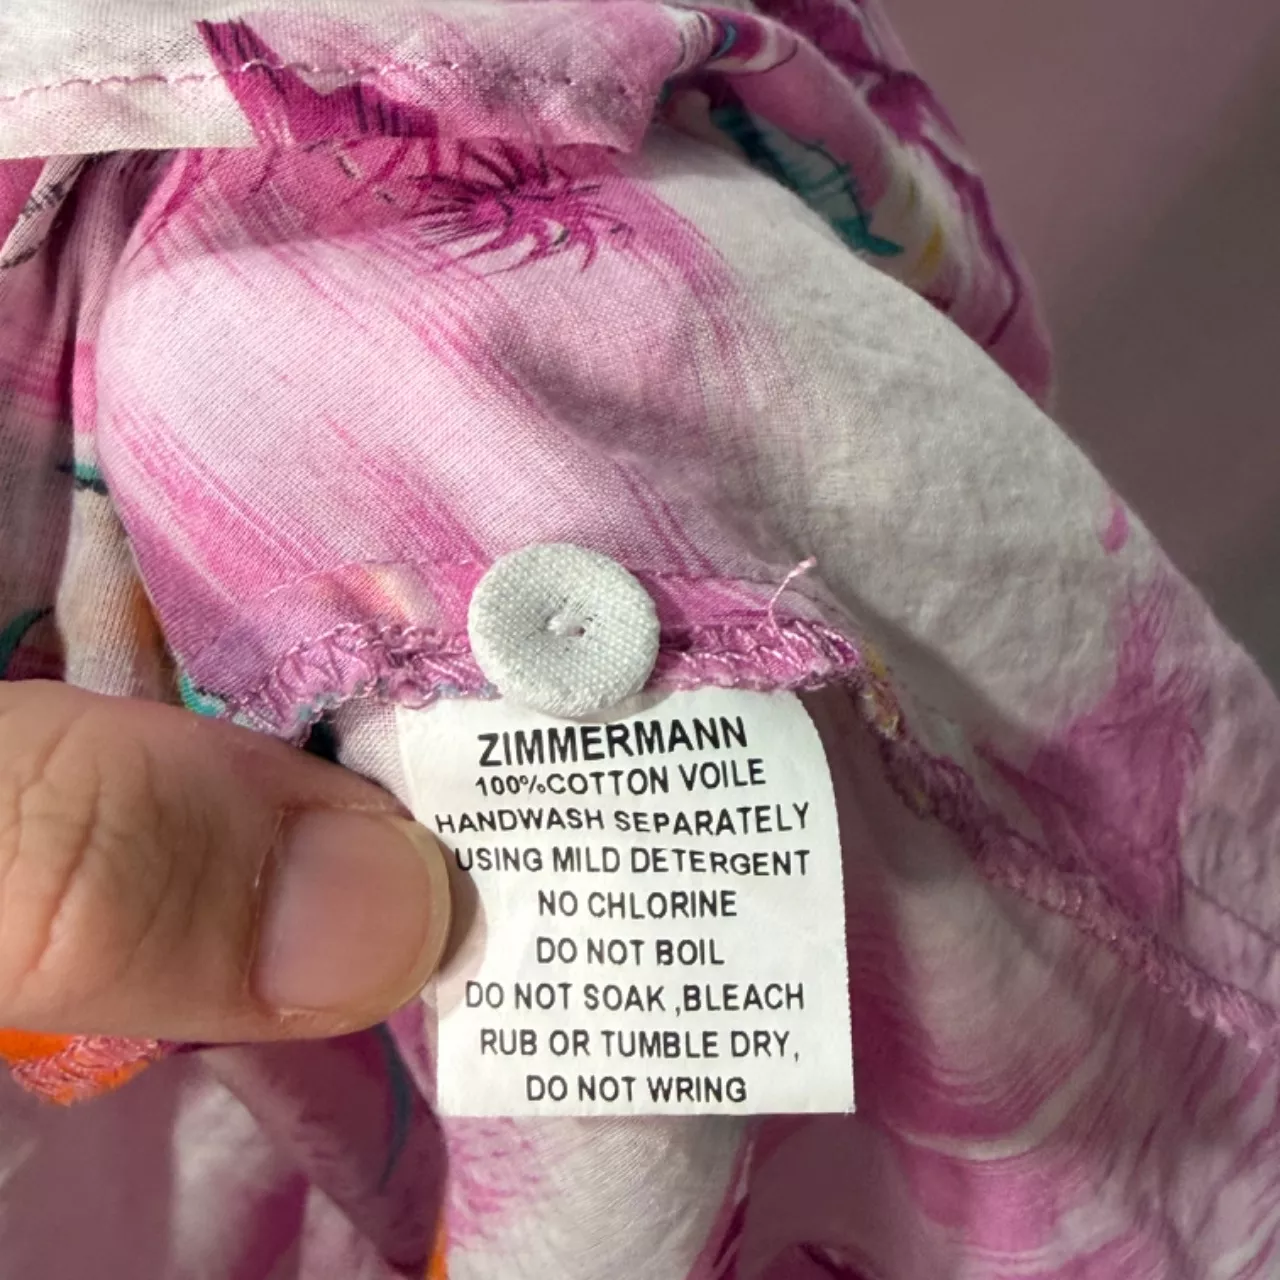 ZIMMERMANN
100%COTTON VOILE
HANDWASH SEPARATELY
USING MILD DETERGENT
NO CHLORINE
DO NOT BOIL
DO NOT SOAK ,BLEACH
RUB OR TUMBLE DRY,
DO NOT WRING